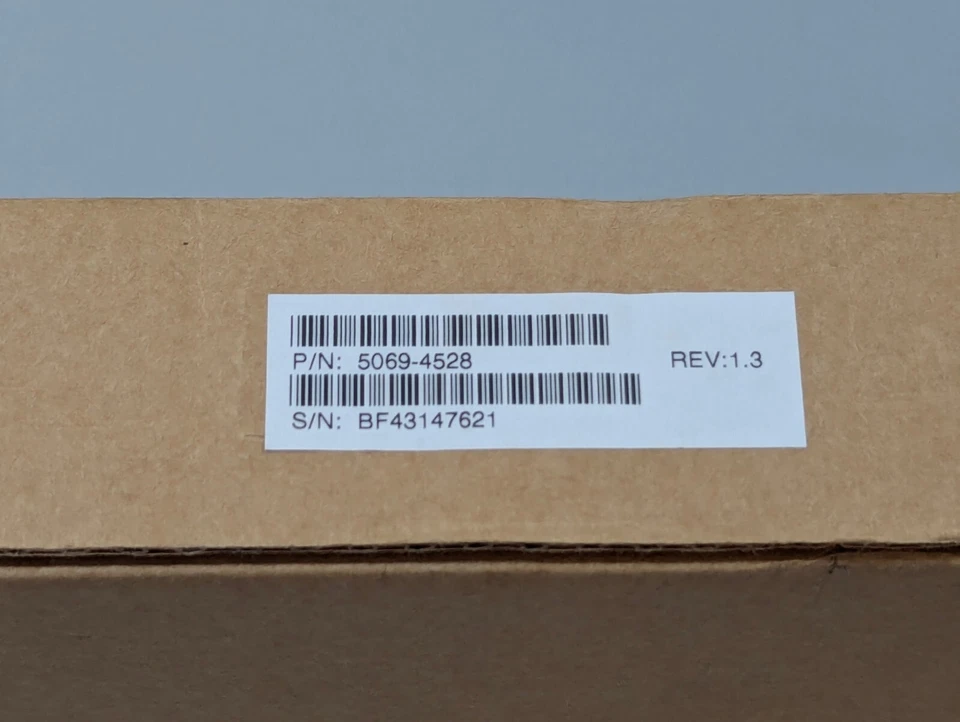 P/N: 5069-4528
REV:1.3
S/N: BF43147621